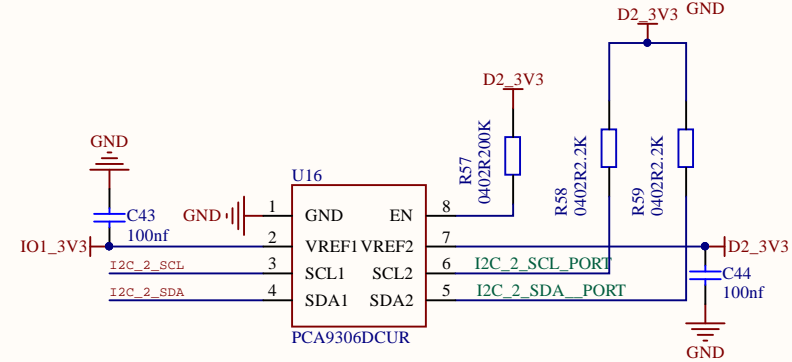 D2_3V3 GND
D2_3V3
GND
R57
0402R200K
R58
0402R2.2K
R59
0402R2.2K
U16
C43
100nf
GND
1 GND EN 8
IO1_3V3
2 VREF1 VREF2 7
D2_3V3
I2C_2_SCL
3 SCL1 SCL2 6
I2C_2_SCL_PORT
I2C_2_SDA
4 SDA1 SDA2 5
I2C_2_SDA__PORT
C44
100nf
PCA9306DCUR
GND